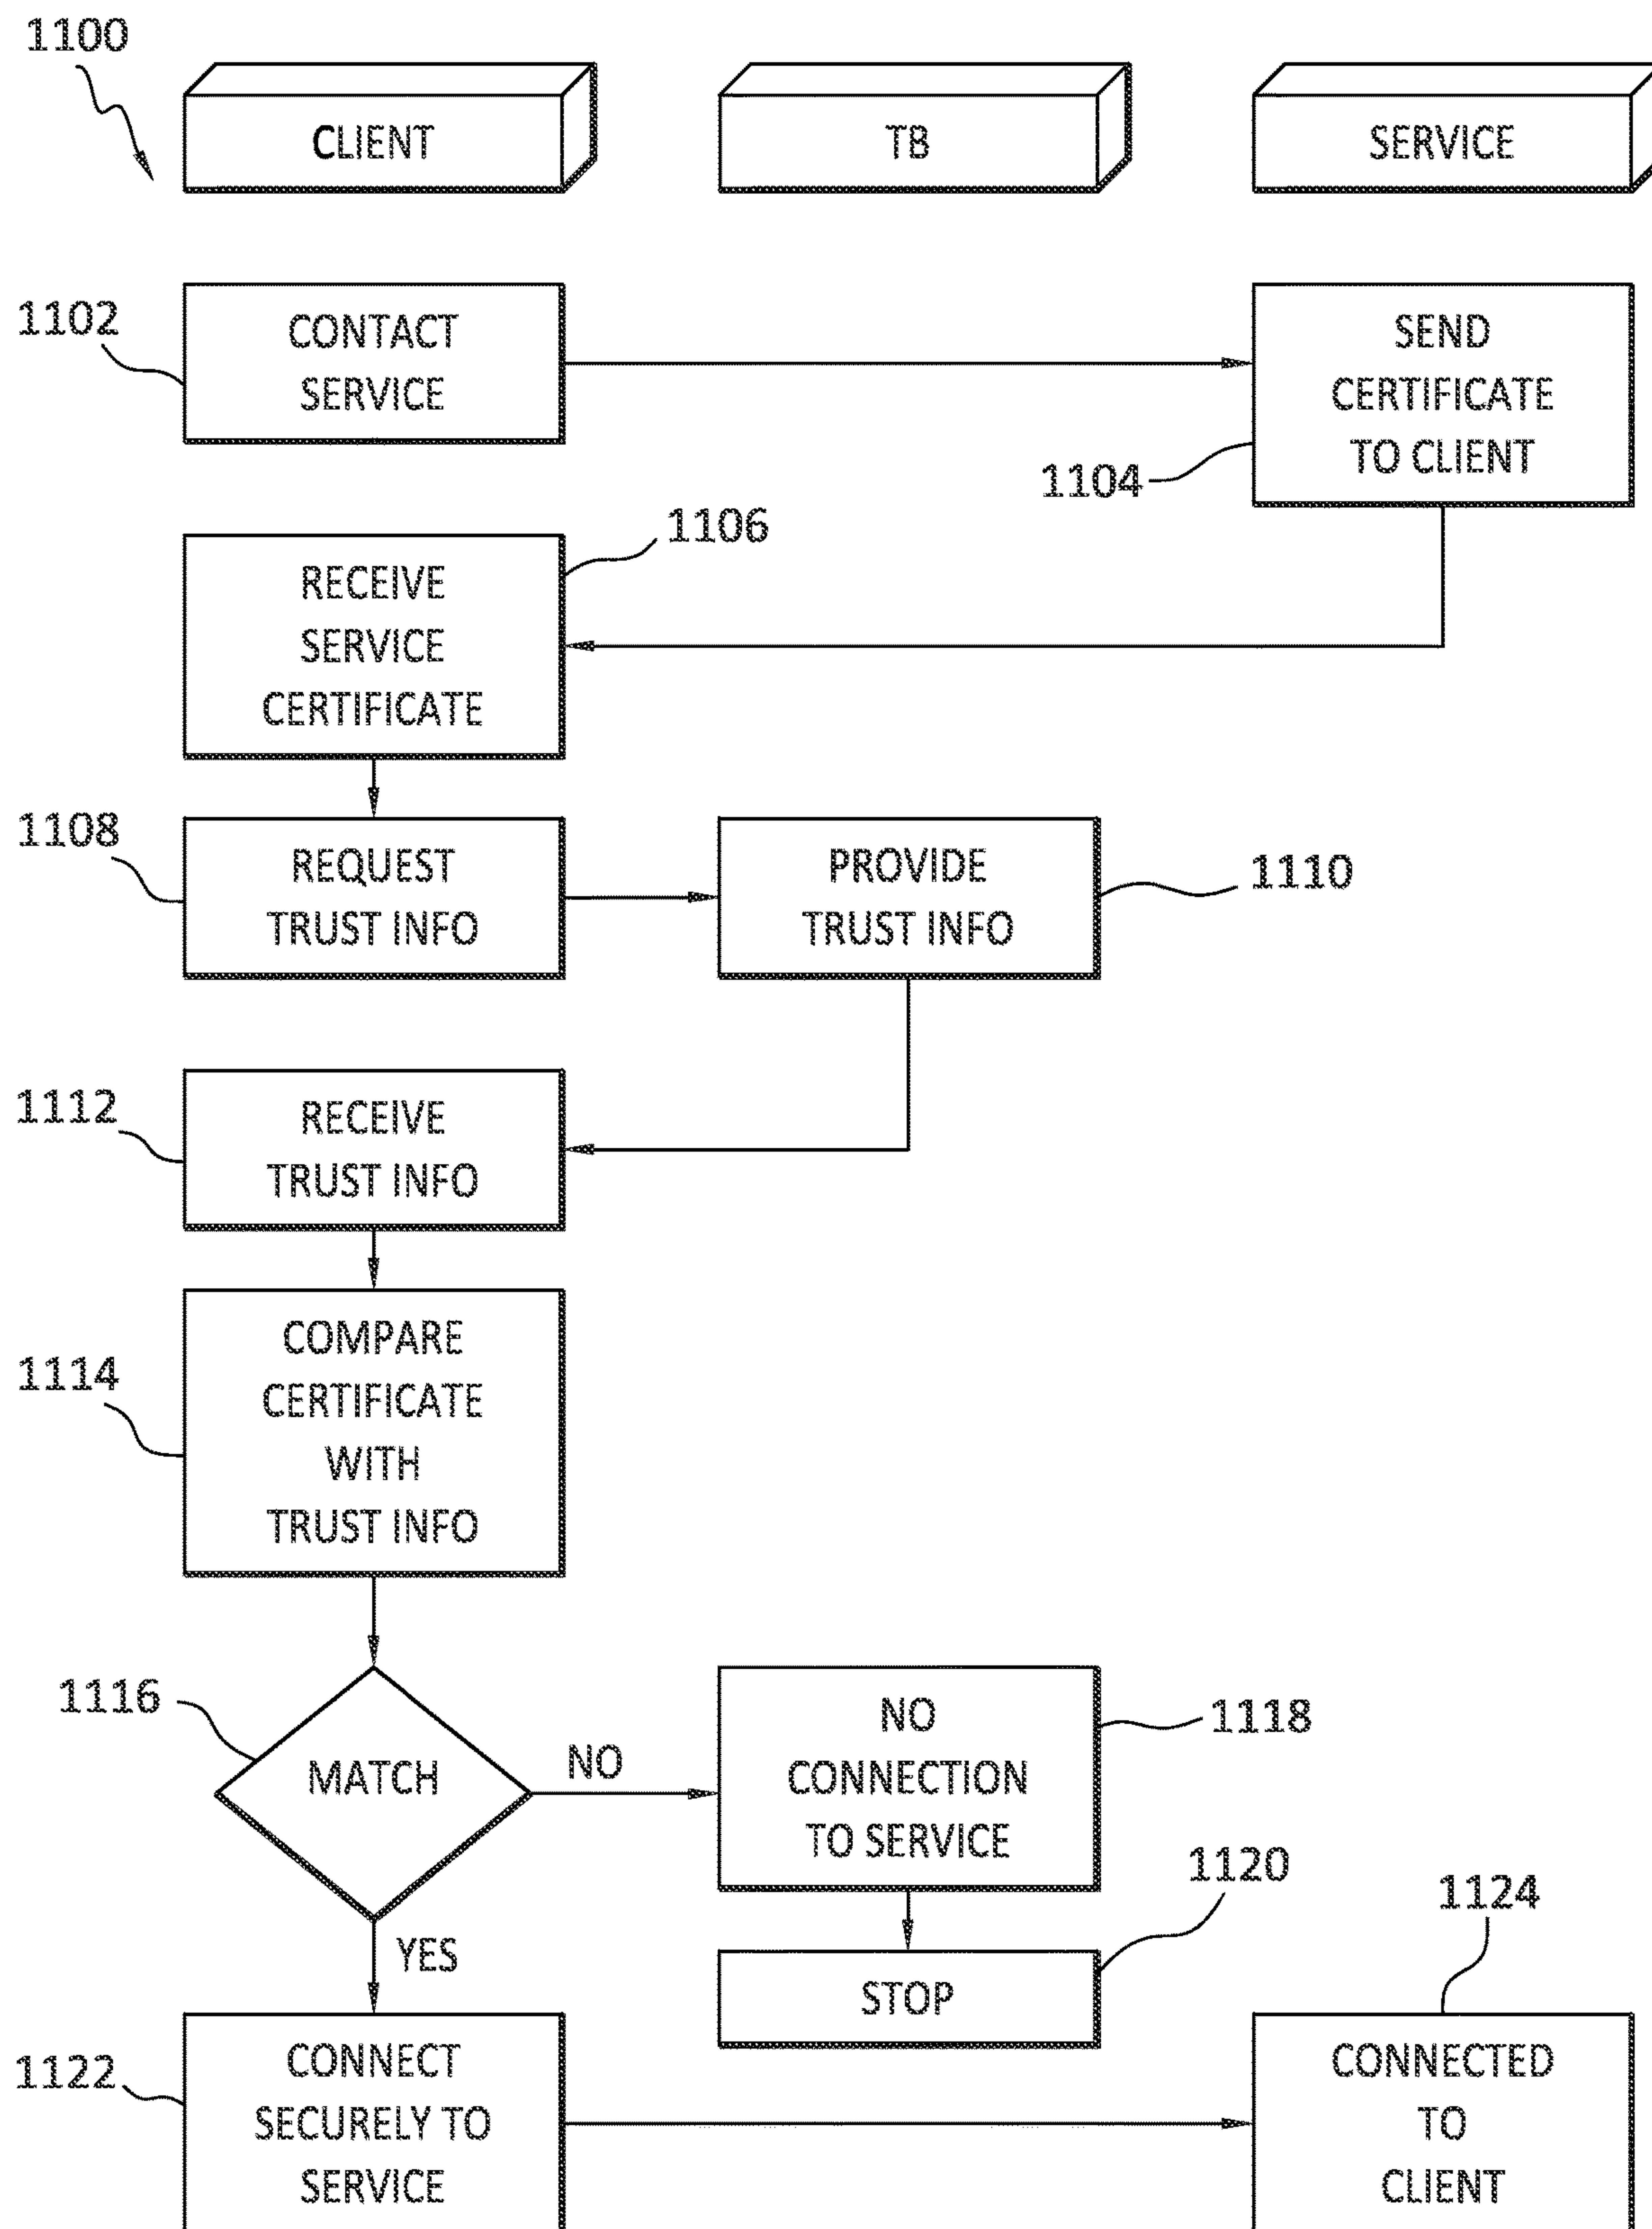 1100
CLIENT
TB
SERVICE
1102
CONTACT
SERVICE
SEND
CERTIFICATE
TO CLIENT
1104
1106
RECEIVE
SERVICE
CERTIFICATE
1108
REQUEST
TRUST INFO
PROVIDE
TRUST INFO
1110
1112
RECEIVE
TRUST INFO
1114
COMPARE
CERTIFICATE
WITH
TRUST INFO
1116
MATCH
NO
NO
CONNECTION
TO SERVICE
1118
1120
STOP
YES
1124
1122
CONNECT
SECURELY TO
SERVICE
CONNECTED
TO
CLIENT